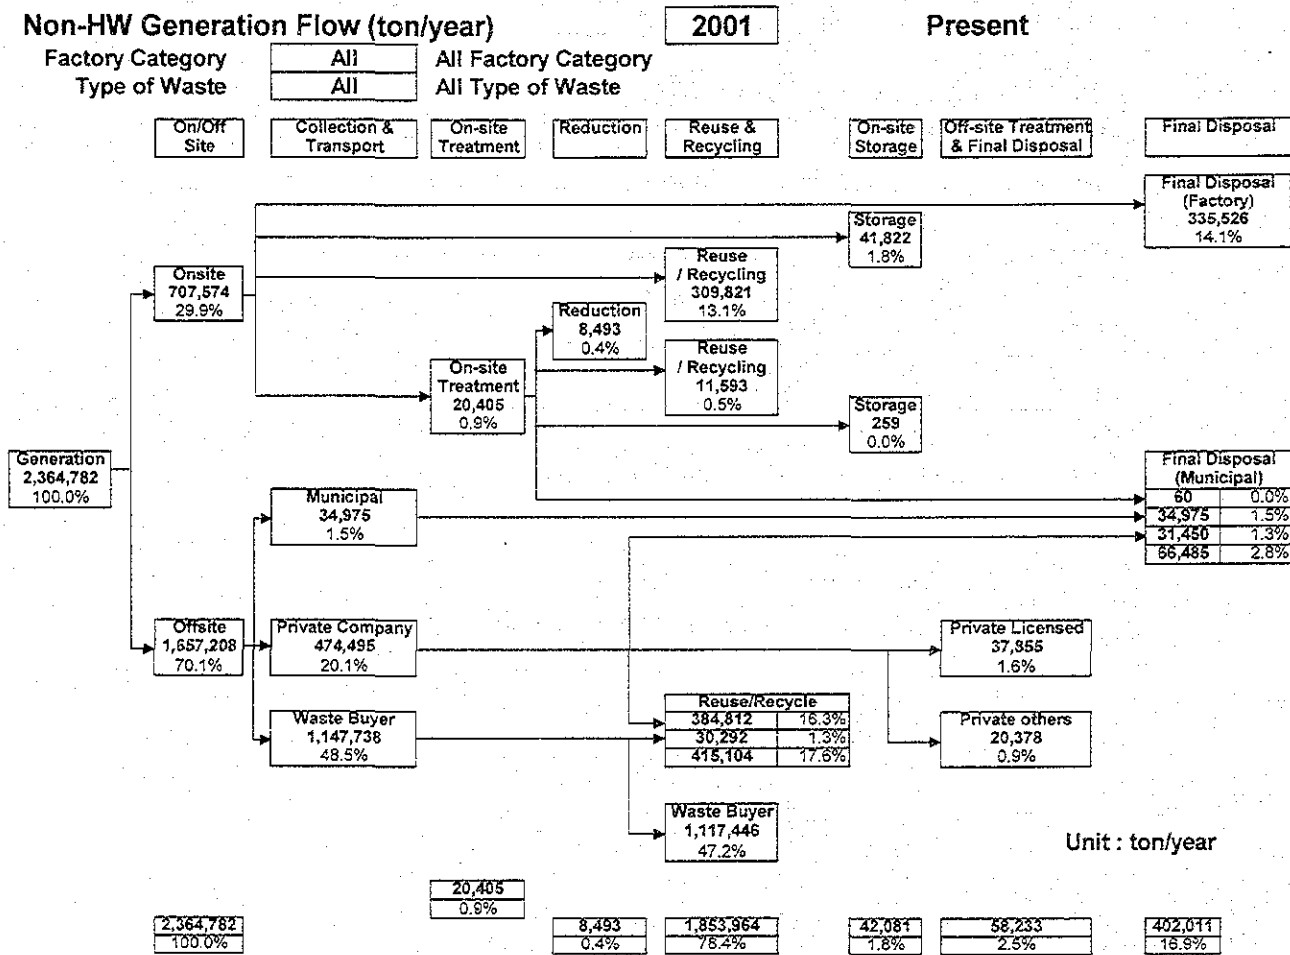 Non-HW Generation Flow (ton/year) 2001 Present
Factory Category All All Factory Category
Type of Waste All All Type of Waste
On/Off Site
Collection & Transport
On-site Treatment
Reduction
Reuse & Recycling
On-site Storage
Off-site Treatment & Final Disposal
Final Disposal
Final Disposal
(Factory)
335,526
14.1%
Storage
41,822
1.8%
Onsite
707,574
29.9%
Reuse
/ Recycling
309,821
13.1%
Reduction
8,493
0.4%
Reuse
/ Recycling
11,593
0.5%
On-site
Treatment
20,405
0.9%
Storage
259
0.0%
Generation
2,364,782
100.0%
Municipal
34,975
1.5%
Final Disposal
(Municipal)
60 0.0%
34,975 1.5%
31,450 1.3%
66,485 2.8%
Offsite
1,657,208
70.1%
Private Company
474,495
20.1%
Private Licensed
37,855
1.6%
Waste Buyer
1,147,738
48.5%
Reuse/Recycle
384,812 16.3%
30,292 1.3%
415,104 17.6%
Private others
20,378
0.9%
Waste Buyer
1,117,446
47.2%
Unit : ton/year
20,405
0.9%
2,364,782
100.0%
8,493
0.4%
1,853,964
78.4%
42,081
1.8%
58,233
2.5%
402,011
16.9%